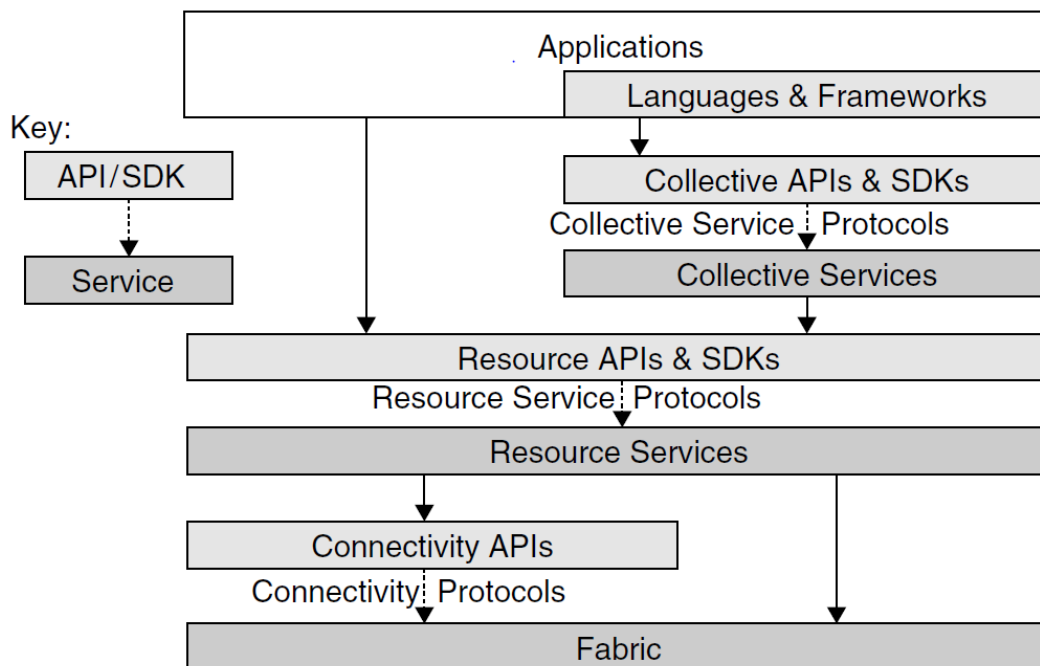 Applications
Languages & Frameworks
Key:
API/SDK
Collective APIs & SDKs
Collective Service Protocols
Service
Collective Services
Resource APIs & SDKs
Resource Service Protocols
Resource Services
Connectivity APIs
Connectivity Protocols
Fabric